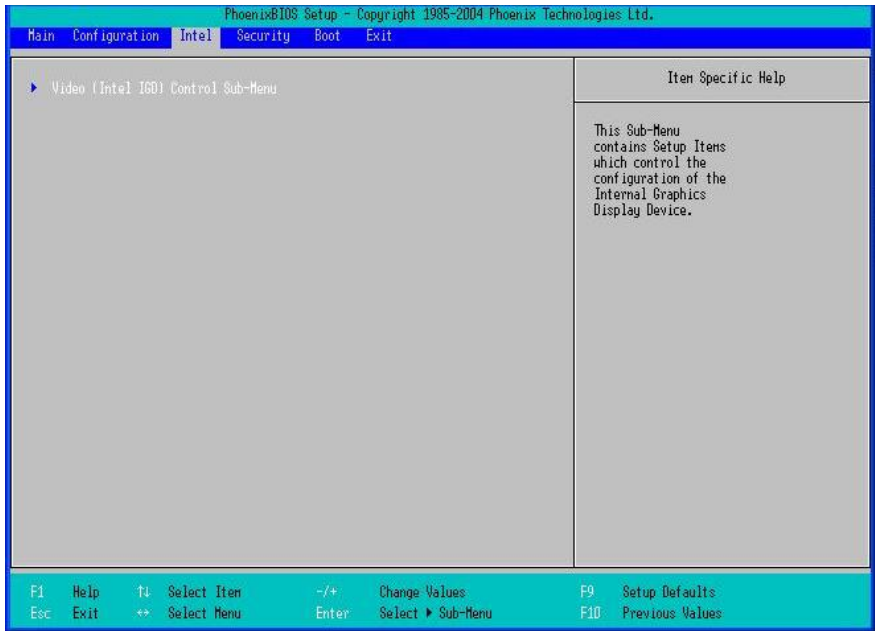 PhoenixBIOS Setup - Copyright 1985-2004 Phoenix Technologies Ltd.
Main Configuration Intel Security Boot Exit
Video (Intel IGD) Control Sub-Menu
Item Specific Help
This Sub-Menu
contains Setup Items
which control the
configuration of the
Internal Graphics
Display Device.
F1 Help ↑↓ Select Item -/+ Change Values F9 Setup Defaults
Esc Exit ↔ Select Menu Enter Select ▶ Sub-Menu F10 Previous Values